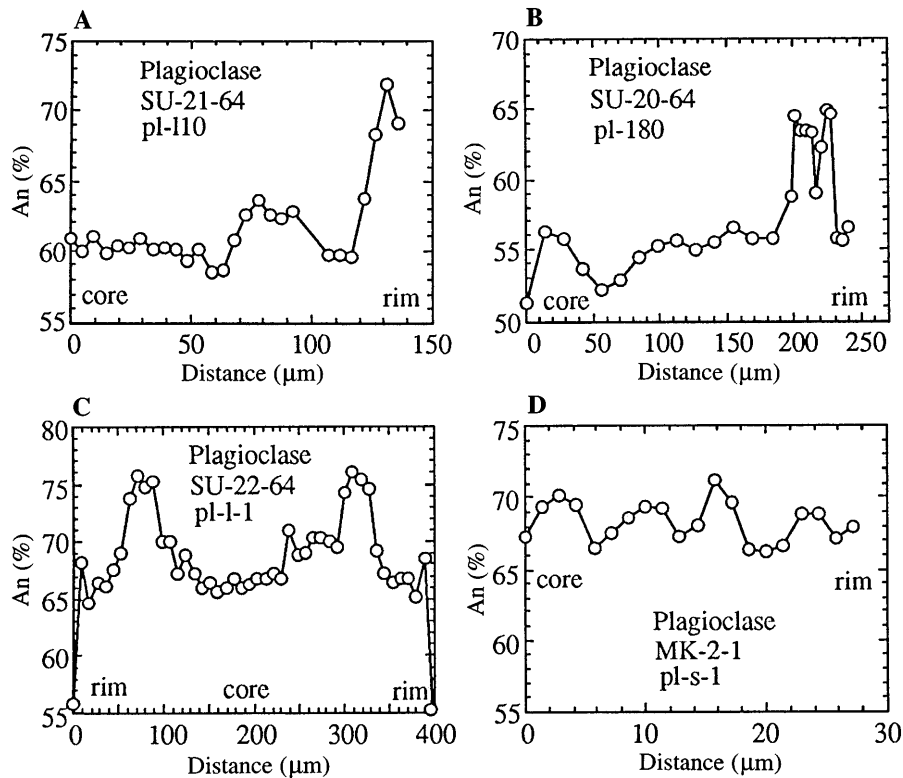 A
75
70
65
60
55
An (%)
Plagioclase
SU-21-64
pl-l10
core
rim
0
50
100
150
Distance (μm)
B
70
65
60
55
50
An (%)
Plagioclase
SU-20-64
pl-180
core
rim
0
50
100
150
200
250
Distance (μm)
C
80
75
70
65
60
55
An (%)
Plagioclase
SU-22-64
pl-l-1
rim
core
rim
0
100
200
300
400
Distance (μm)
D
75
70
65
60
55
An (%)
core
rim
Plagioclase
MK-2-1
pl-s-1
0
10
20
30
Distance (μm)